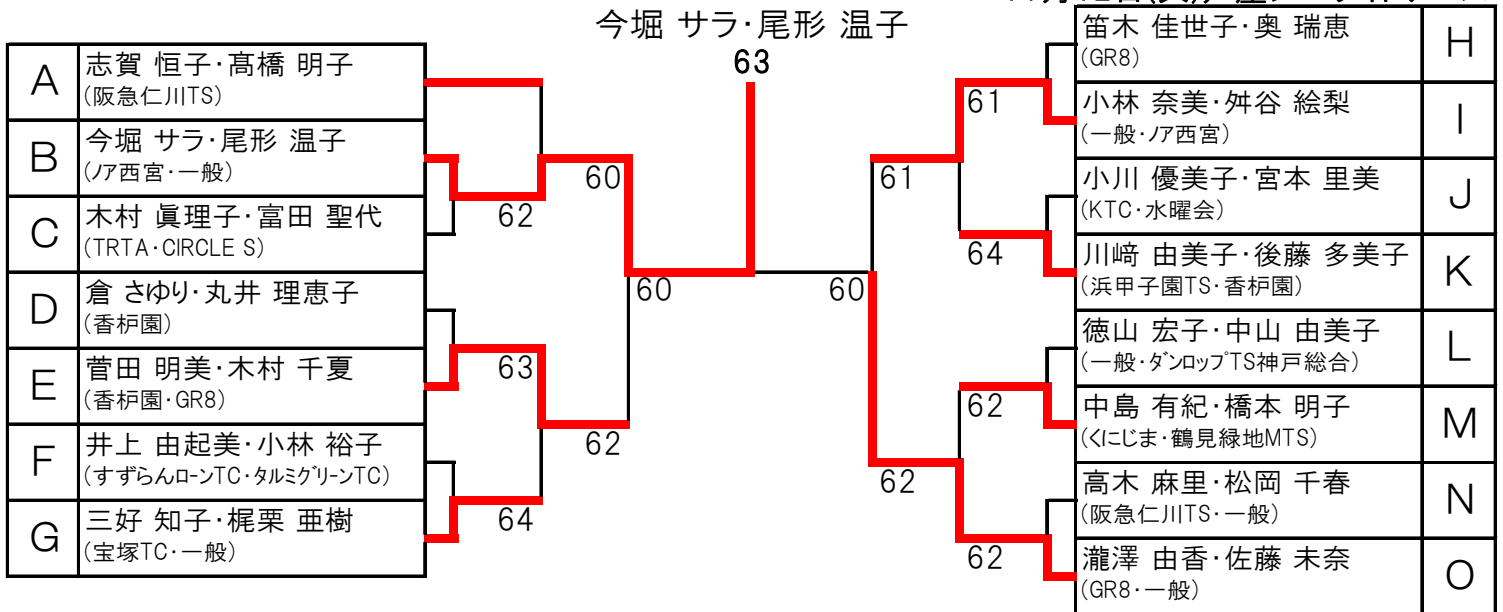 今堀 サラ・尾形 温子
63
A
志賀 恒子・髙橋 明子
(阪急仁川TS)
B
今堀 サラ・尾形 温子
(ノア西宮・一般)
C
木村 眞理子・富田 聖代
(TRTA・CIRCLE S)
D
倉 さゆり・丸井 理恵子
(香枦園)
E
菅田 明美・木村 千夏
(香枦園・GR8)
F
井上 由起美・小林 裕子
(すずらんローンTC・タルミグリーンTC)
G
三好 知子・梶栗 亜樹
(宝塚TC・一般)
60
62
60
63
62
64
61
61
64
60
62
62
62
笛木 佳世子・奥 瑞恵
(GR8)
H
小林 奈美・舛谷 絵梨
(一般・ノア西宮)
I
小川 優美子・宮本 里美
(KTC・水曜会)
J
川﨑 由美子・後藤 多美子
(浜甲子園TS・香枦園)
K
徳山 宏子・中山 由美子
(一般・ダンロップTS神戸総合)
L
中島 有紀・橋本 明子
(くにじま・鶴見緑地MTS)
M
高木 麻里・松岡 千春
(阪急仁川TS・一般)
N
瀧澤 由香・佐藤 未奈
(GR8・一般)
O